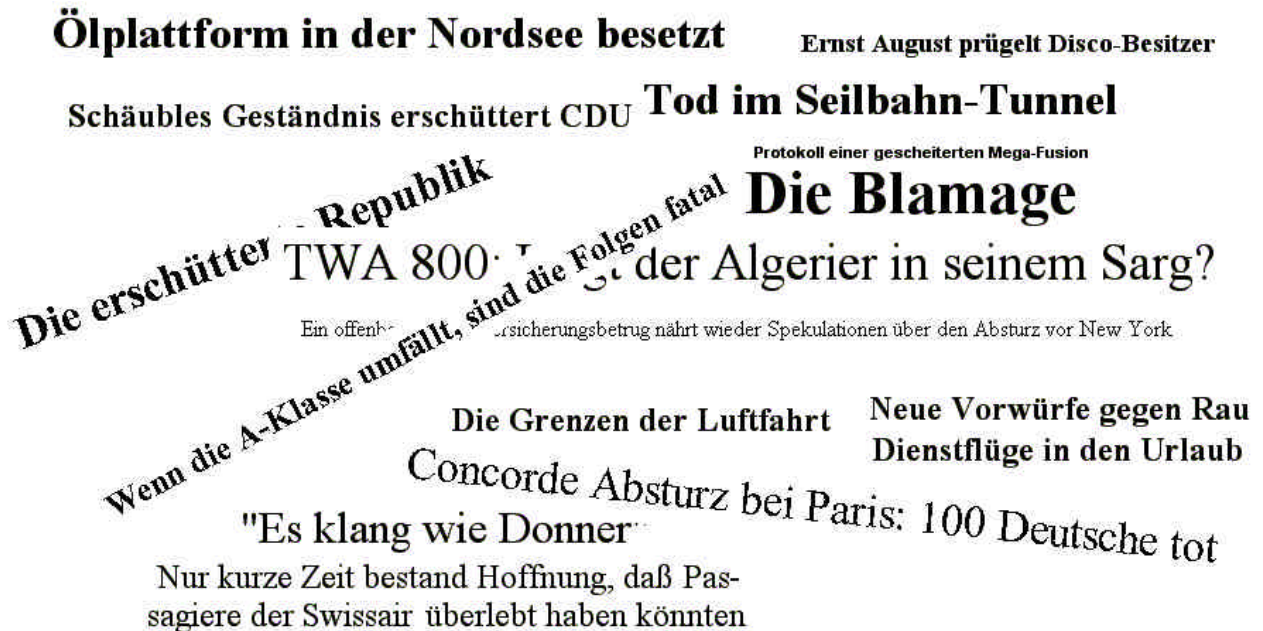 Ölplattform in der Nordsee besetzt
Ernst August prügelt Disco-Besitzer
Schäubles Geständnis erschüttert CDU
Tod im Seilbahn-Tunnel
Protokoll einer gescheiterten Mega-Fusion
Die Blamage
Die Republik
TWA 800: der Algerier in seinem Sarg?
Ein nährt wieder Spekulationen über den Absturz vor New York
Wenn die A-Klasse umfällt, sind die Folgen fatal
Die Grenzen der Luftfahrt
Neue Vorwürfe gegen Rau
Dienstflüge in den Urlaub
Concorde Absturz bei Paris: 100 Deutsche tot
"Es klang wie Donner
Nur kurze Zeit bestand Hoffnung, daß Pas-
sagiere der Swissair überlebt haben könnten